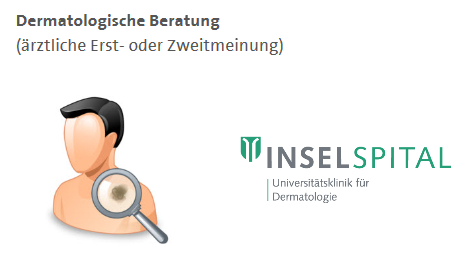 Dermatologische Beratung
(ärztliche Erst- oder Zweitmeinung)
INSELSPITAL
Universitätsklinik für
Dermatologie